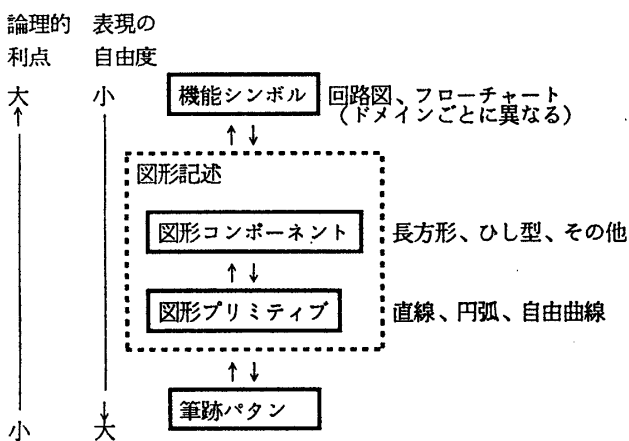 論理的 表現の
利点 自由度
大 小
機能シンボル 回路図、フローチャート
(ドメインごとに異なる)
図形記述
図形コンポーネント 長方形、ひし型、その他
図形プリミティブ 直線、円弧、自由曲線
筆跡パタン
小 大